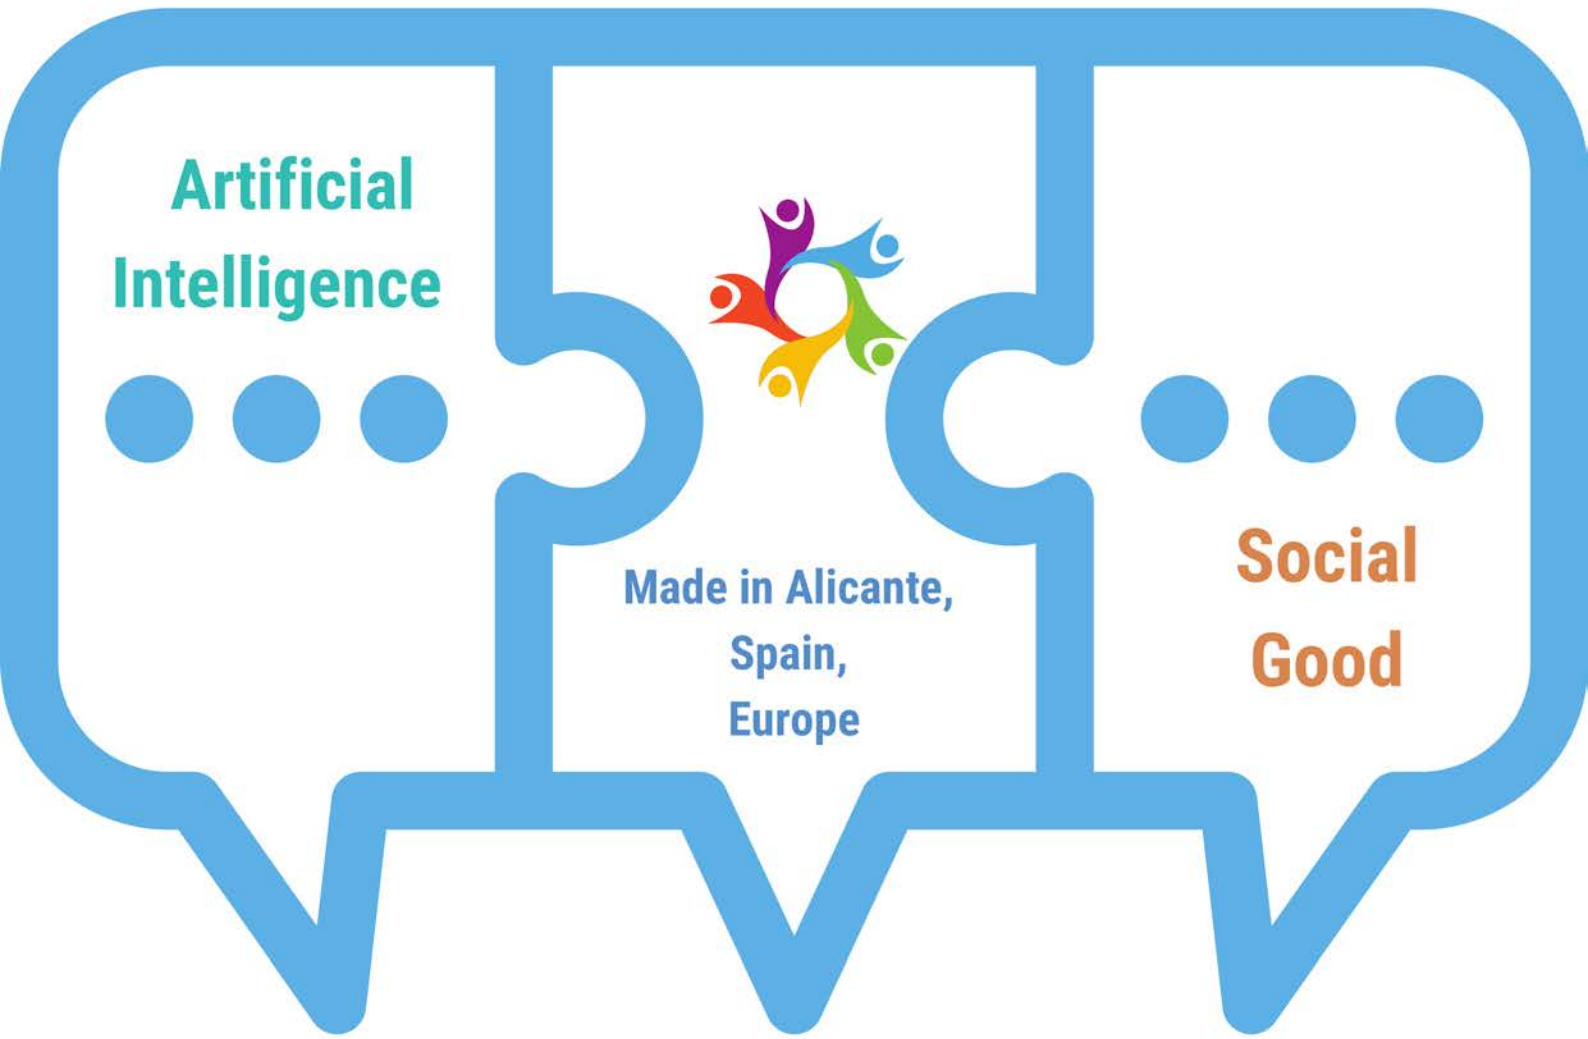 Artificial
Intelligence
Made in Alicante,
Spain,
Europe
Social
Good